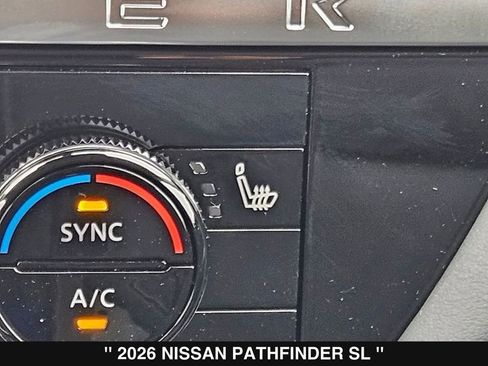 E R
SYNC
A/C
" 2026 NISSAN PATHFINDER SL "